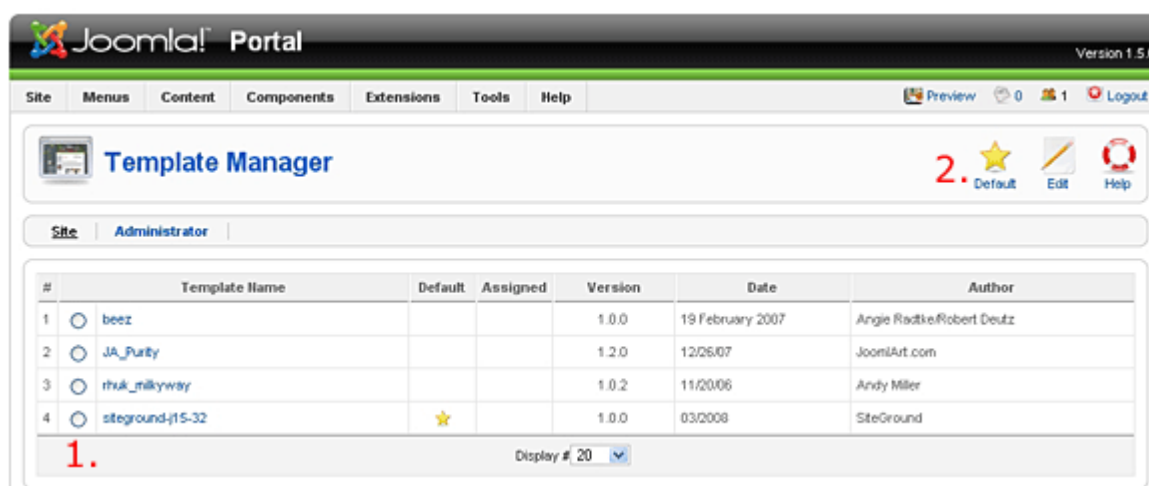 Joomla! Portal
Version 1.5.
Site Menus Content Components Extensions Tools Help Preview 0 1 Logout
Template Manager
2. Default Edit Help
Site Administrator
# Template Name Default Assigned Version Date Author
1 beez 1.0.0 19 February 2007 Angie Radtke/Robert Deutz
2 JA_Purity 1.2.0 12/26/07 JoomlArt.com
3 rhuk_milkyway 1.0.2 11/20/06 Andy Miller
4 siteground-j15-32 1.0.0 03/2008 SiteGround
1.
Display # 20